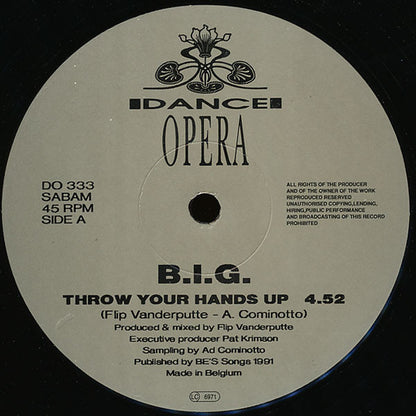 DANCE
OPERA
DO 333
SABAM
45 RPM
SIDE A
ALL RIGHTS OF THE PRODUCER
AND OF THE OWNER OF THE WORK
REPRODUCED RESERVED
UNAUTHORISED COPYING,LENDING,
HIRING,PUBLIC PERFORMANCE
AND BROADCASTING OF THIS RECORD
PROHIBITED
B.I.G.
THROW YOUR HANDS UP 4.52
(Flip Vanderputte - A. Cominotto)
Produced & mixed by Flip Vanderputte
Executive producer Pat Krimson
Sampling by Ad Cominotto
Published by BE'S Songs 1991
Made in Belgium
LC 6971